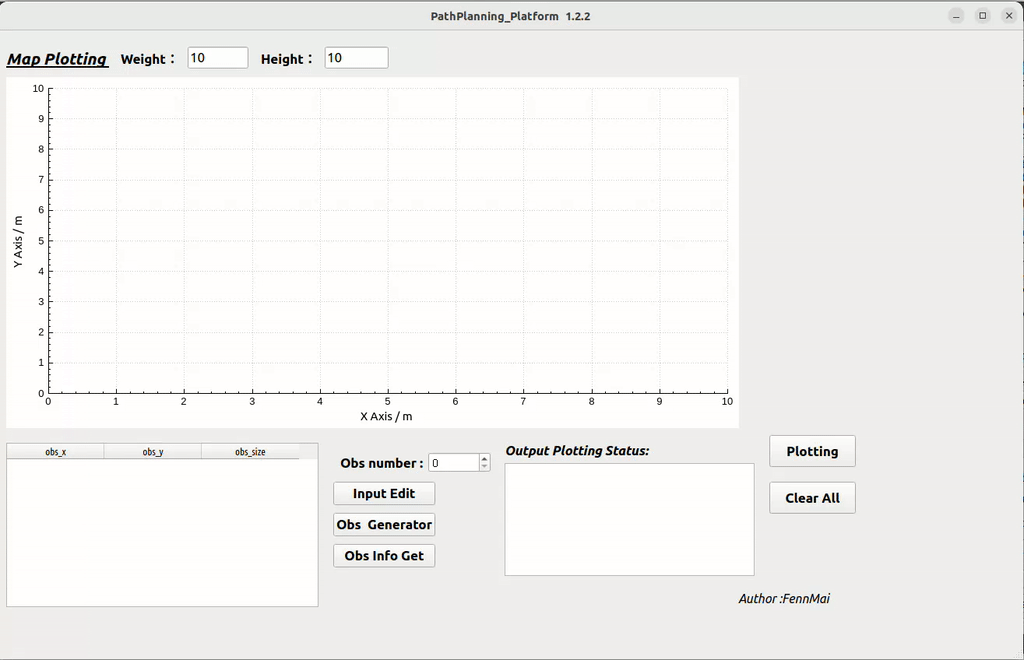 PathPlanning_Platform 1.2.2
Map Plotting Weight： 10 Height： 10
10
9
8
7
6
5
4
3
2
1
0
Y Axis / m
0 1 2 3 4 5 6 7 8 9 10
X Axis / m
obs_x obs_y obs_size
Obs number : 0
Input Edit
Obs Generator
Obs Info Get
Output Plotting Status:
Plotting
Clear All
Author :FennMai